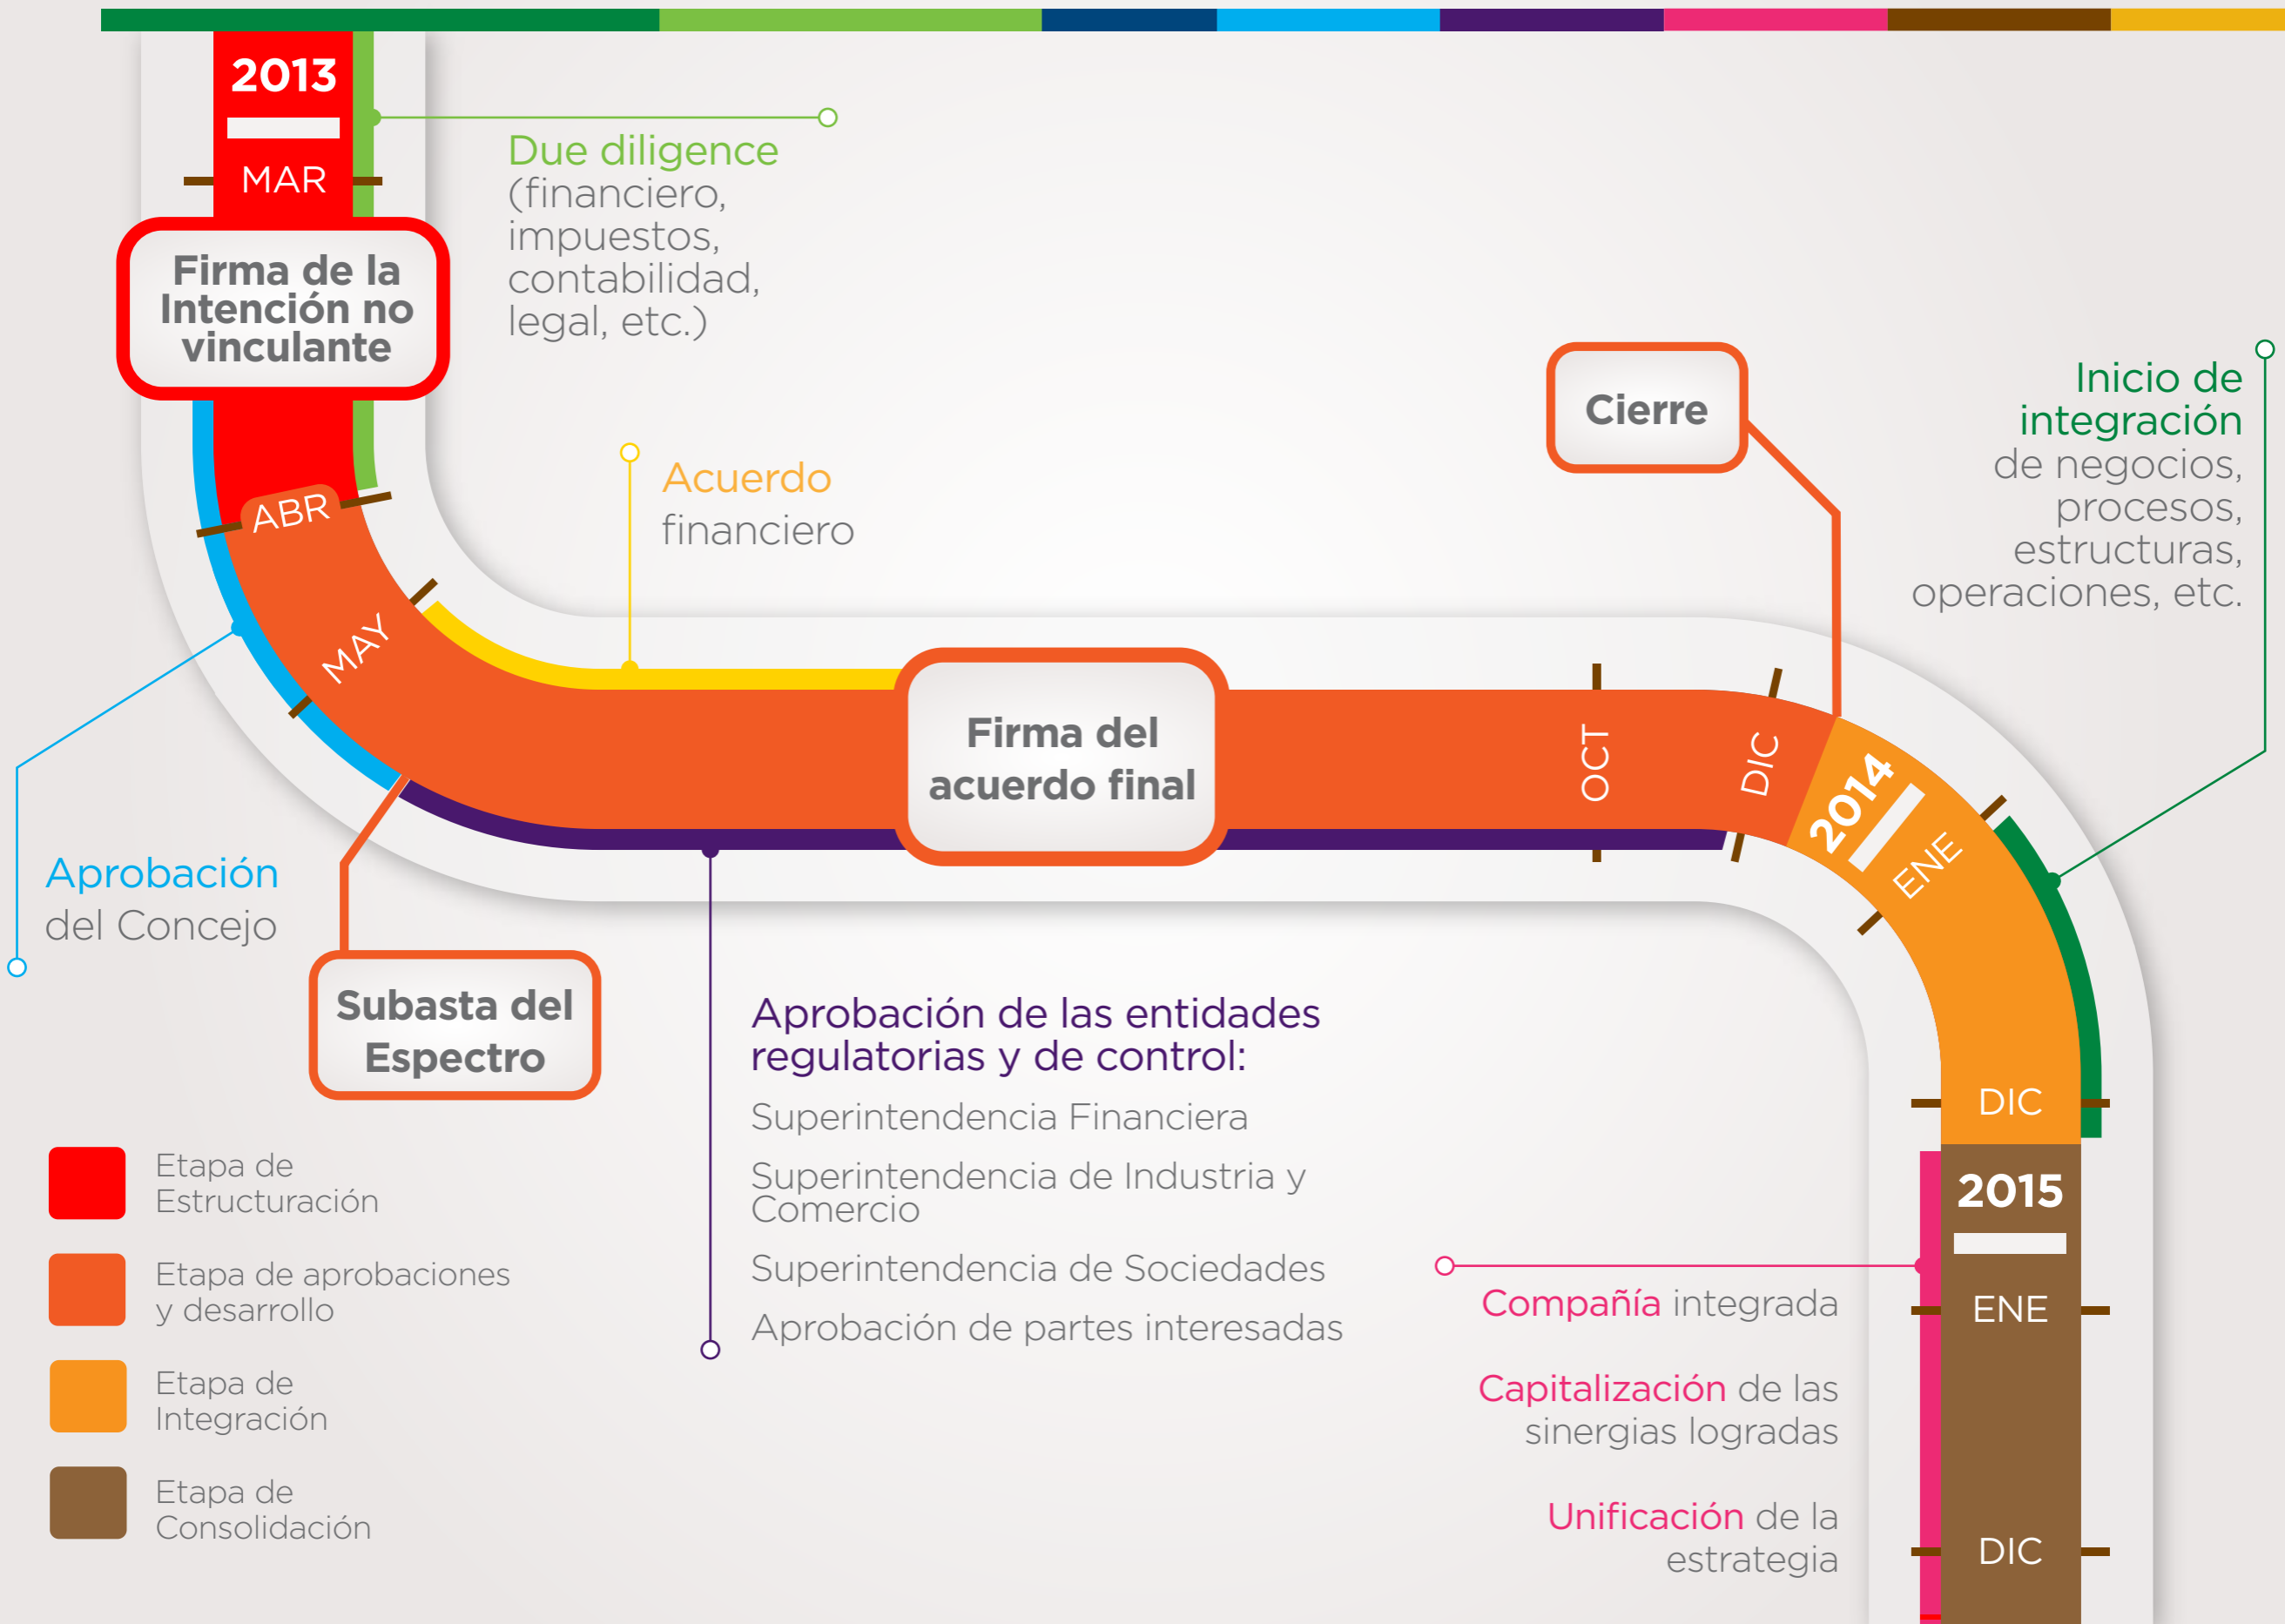 2013
MAR
Firma de la
Intención no
vinculante
Due diligence
(financiero,
impuestos,
contabilidad,
legal, etc.)
ABR
MAY
Acuerdo
financiero
Aprobación
del Concejo
Subasta del
Espectro
Firma del
acuerdo final
Aprobación de las entidades
regulatorias y de control:
Superintendencia Financiera
Superintendencia de Industria y
Comercio
Superintendencia de Sociedades
Aprobación de partes interesadas
OCT
DIC
Cierre
2014
ENE
Inicio de
integración
de negocios,
procesos,
estructuras,
operaciones, etc.
DIC
2015
ENE
DIC
Compañía integrada
Capitalización de las
sinergias logradas
Unificación de la
estrategia
Etapa de
Estructuración
Etapa de aprobaciones
y desarrollo
Etapa de
Integración
Etapa de
Consolidación